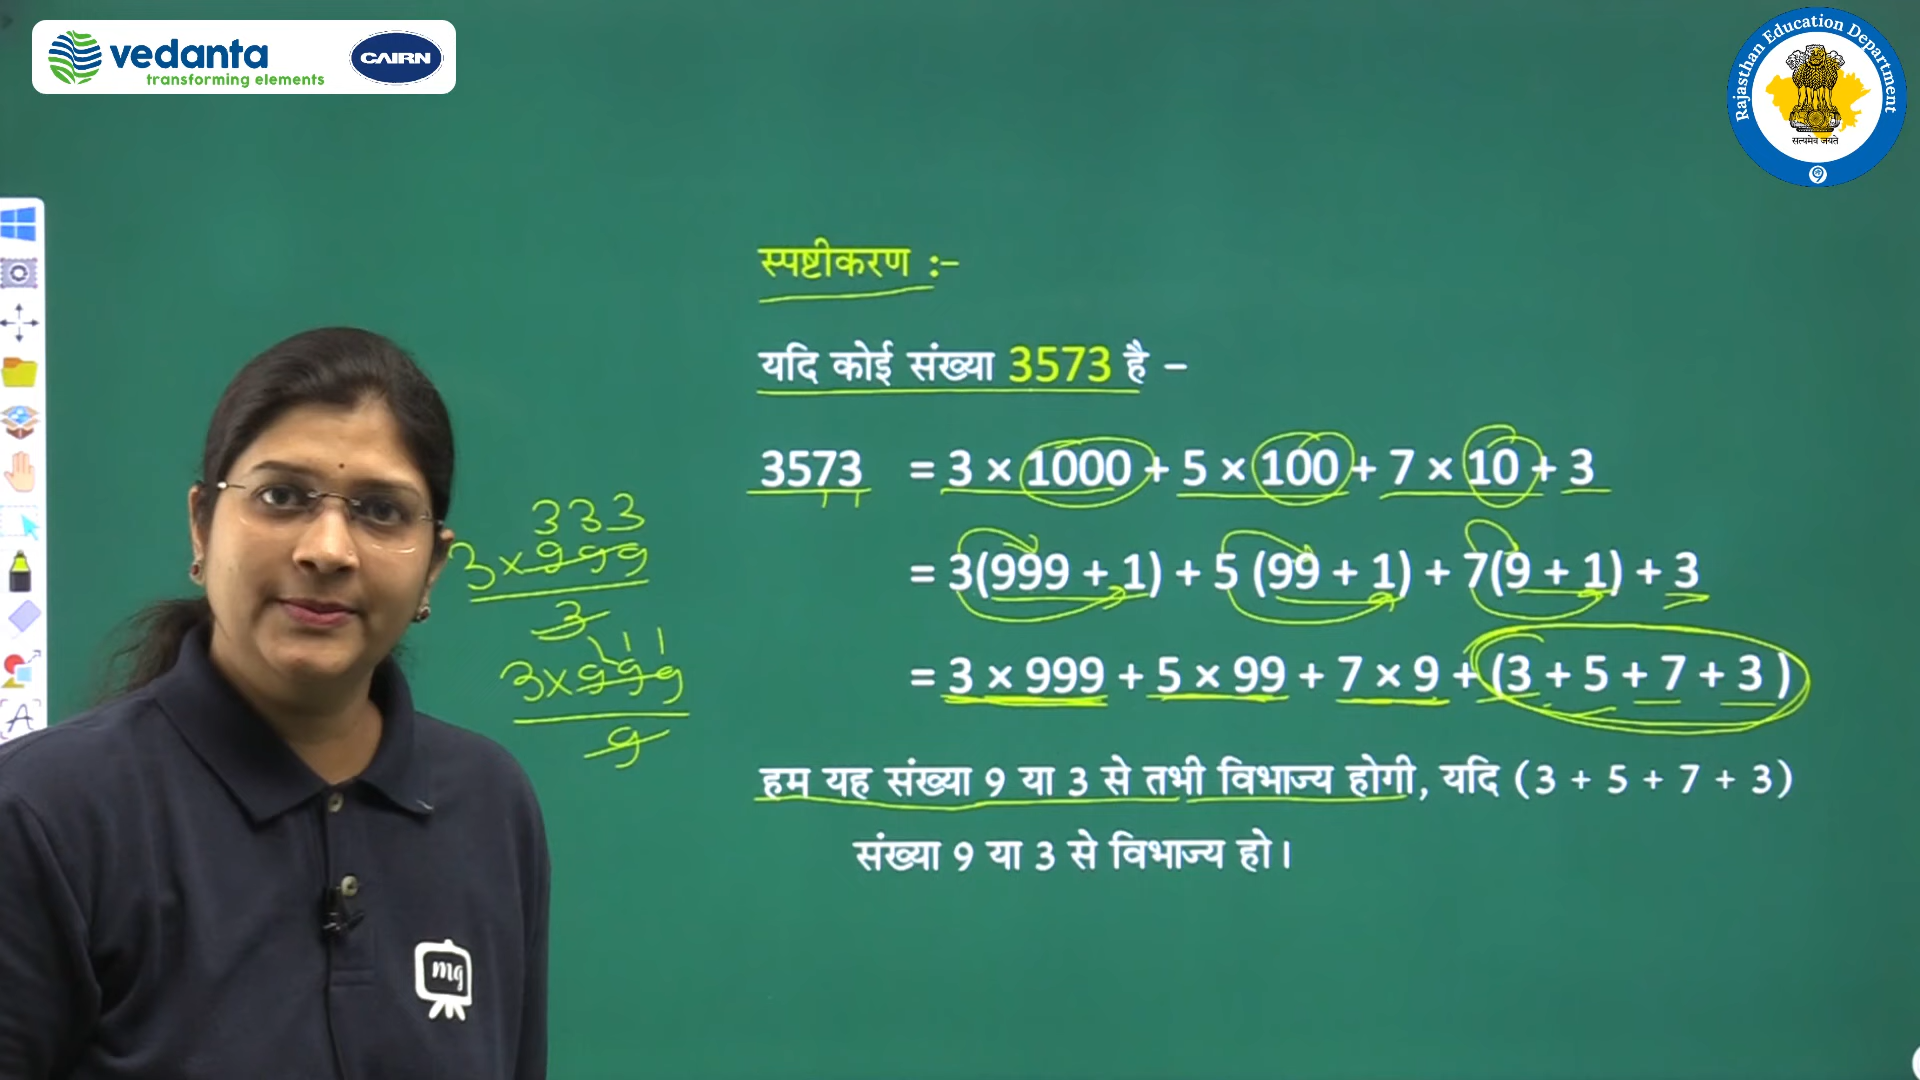 vedanta
transforming elements
CAIRN
Rajasthan Education Department
सत्यमेव जयते
स्पष्टीकरण :-
यदि कोई संख्या 3573 है –
3573 = 3 × 1000 + 5 × 100 + 7 × 10 + 3
= 3(999 + 1) + 5 (99 + 1) + 7(9 + 1) + 3
= 3 × 999 + 5 × 99 + 7 × 9 + (3 + 5 + 7 + 3 )
हम यह संख्या 9 या 3 से तभी विभाज्य होगी, यदि (3 + 5 + 7 + 3)
संख्या 9 या 3 से विभाज्य हो।
333
3×999
3
111
3×999
9
mg
A